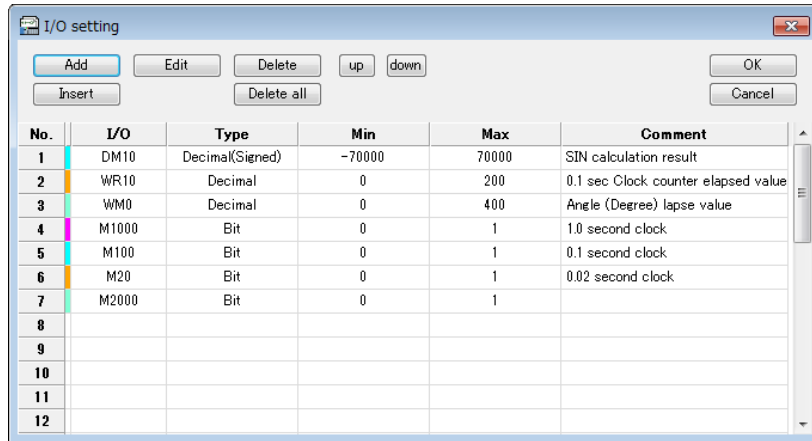 I/O setting
Add Edit Delete up down OK
Insert Delete all Cancel
No. I/O Type Min Max Comment
1 DM10 Decimal(Signed) -70000 70000 SIN calculation result
2 WR10 Decimal 0 200 0.1 sec Clock counter elapsed value
3 WM0 Decimal 0 400 Angle (Degree) lapse value
4 M1000 Bit 0 1 1.0 second clock
5 M100 Bit 0 1 0.1 second clock
6 M20 Bit 0 1 0.02 second clock
7 M2000 Bit 0 1
8
9
10
11
12